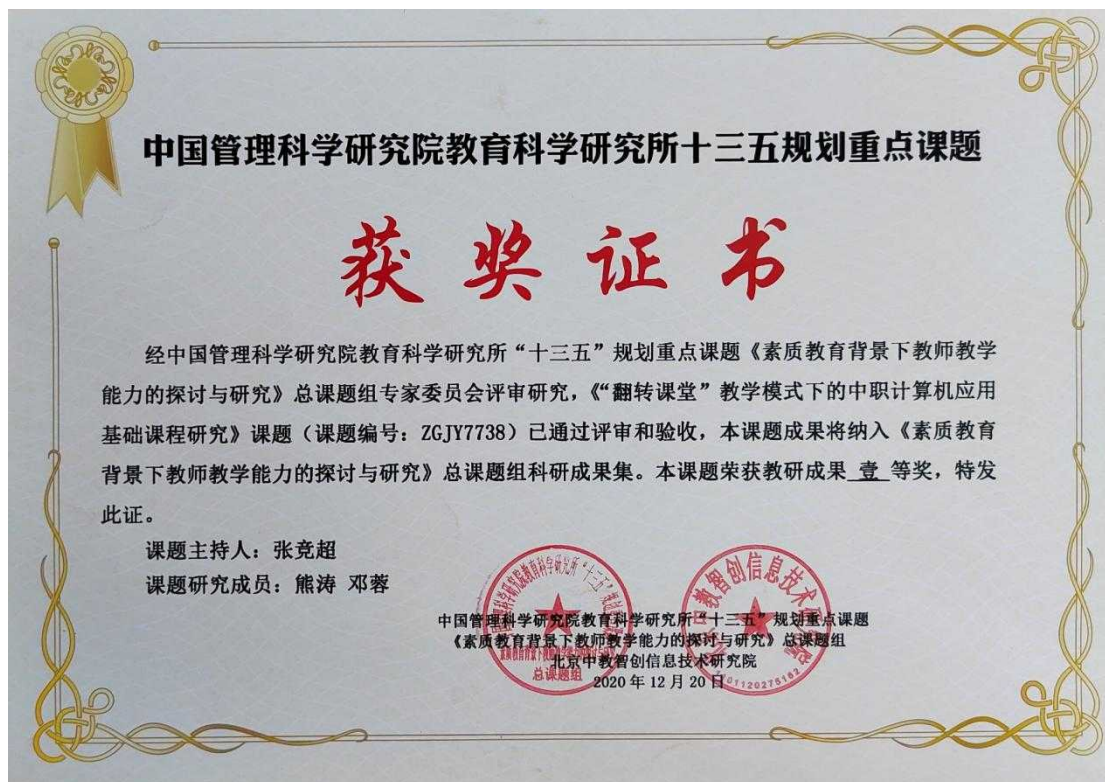 中国管理科学研究院教育科学研究所十三五规划重点课题
获奖证书
经中国管理科学研究院教育科学研究所“十三五”规划重点课题《素质教育背景下教师教学
能力的探讨与研究》总课题组专家委员会评审研究，《“翻转课堂”教学模式下的中职计算机应用
基础课程研究》课题（课题编号：ZGJY7738）已通过评审和验收，本课题成果将纳入《素质教育
背景下教师教学能力的探讨与研究》总课题组科研成果集。本课题荣获教研成果 壹 等奖，特发
此证。
课题主持人：张竞超
课题研究成员：熊涛 邓蓉
中国管理科学研究院教育科学研究所“十三五”规划重点课题
《素质教育背景下教师教学能力的探讨与研究》总课题组
北京中教智创信息技术研究院
2020年12月20日
总课题组